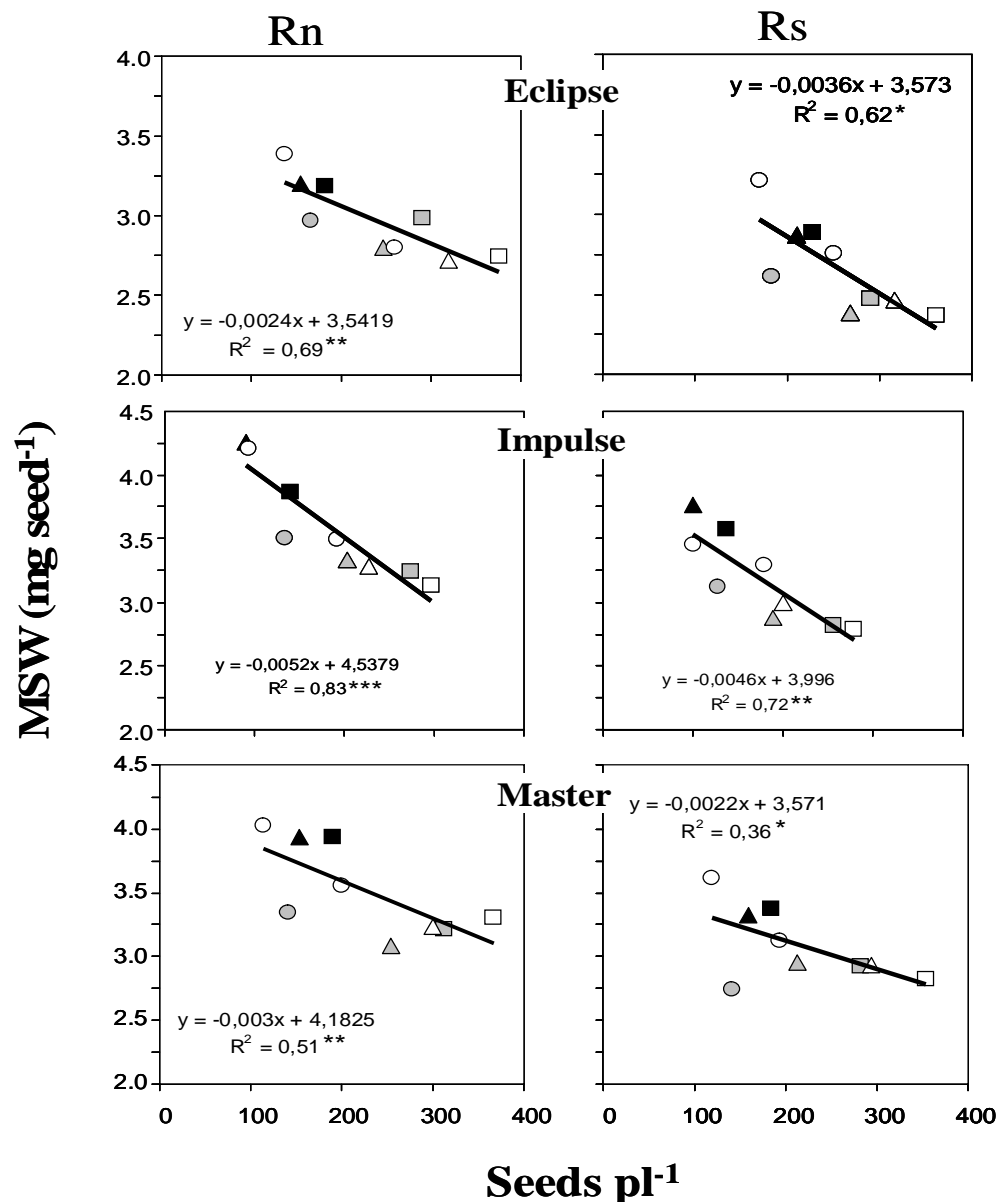 Rn
Rs
4.0
3.5
3.0
2.5
2.0
Eclipse
y = -0,0036x + 3,573
R² = 0,62*
y = -0,0024x + 3,5419
R² = 0,69**
4.5
4.0
3.5
3.0
2.5
2.0
Impulse
y = -0,0052x + 4,5379
R² = 0,83***
y = -0,0046x + 3,996
R² = 0,72**
MSW (mg seed⁻¹)
4.5
4.0
3.5
3.0
2.5
2.0
Master
y = -0,0022x + 3,571
R² = 0,36*
y = -0,003x + 4,1825
R² = 0,51**
0 100 200 300 400
0 100 200 300 400
Seeds pl⁻¹